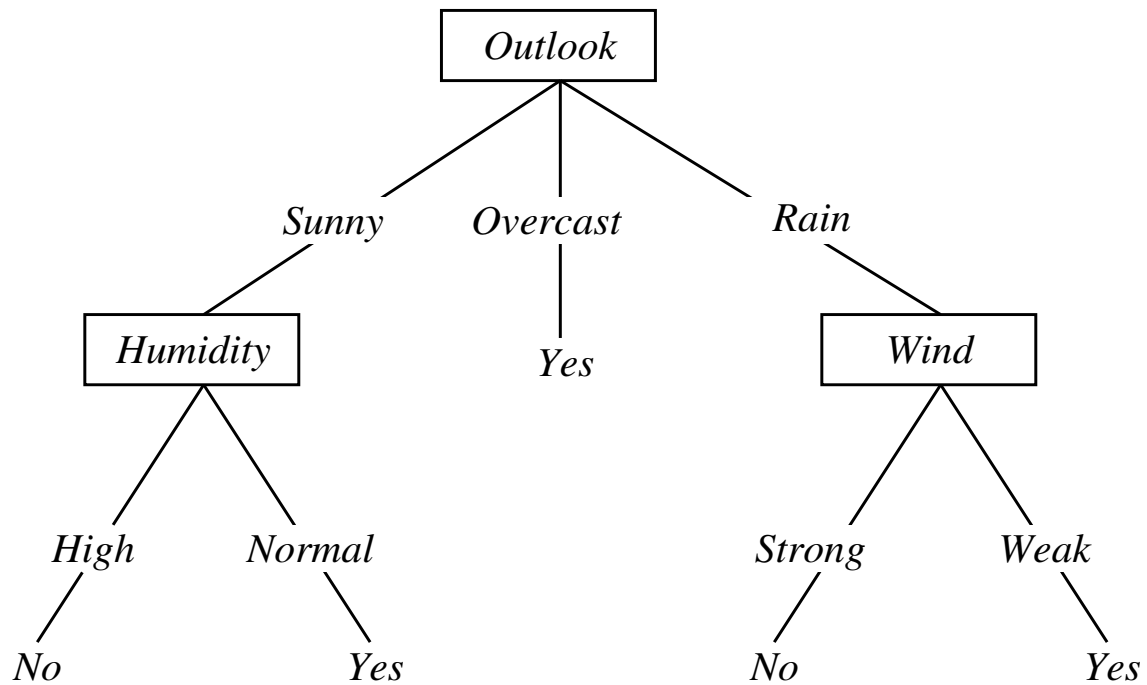 Outlook
Sunny Overcast Rain
Humidity Yes Wind
High Normal Strong Weak
No Yes No Yes